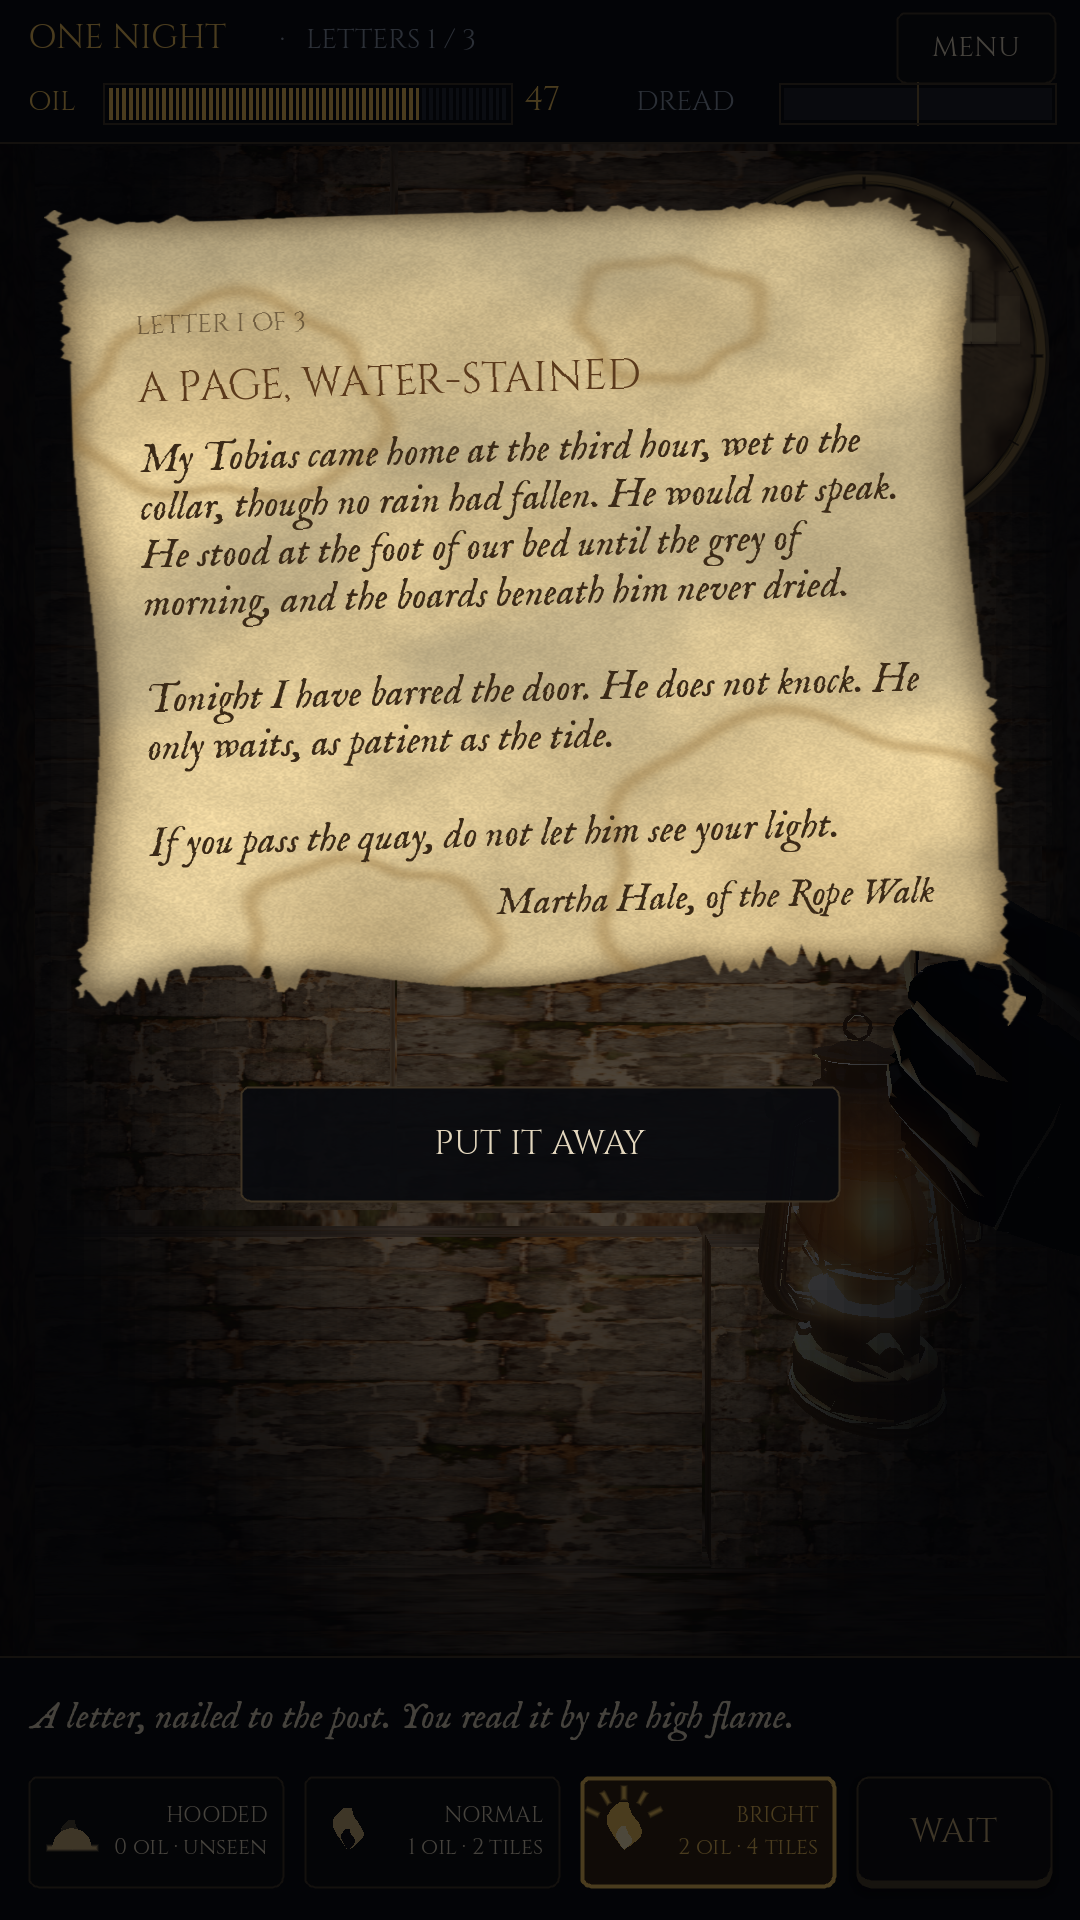 ONE NIGHT · LETTERS 1 / 3
MENU
OIL 47 DREAD
LETTER 1 OF 3
A PAGE, WATER-STAINED
My Tobias came home at the third hour, wet to the
collar, though no rain had fallen. He would not speak.
He stood at the foot of our bed until the grey of
morning, and the boards beneath him never dried.
Tonight I have barred the door. He does not knock. He
only waits, as patient as the tide.
If you pass the quay, do not let him see your light.
Martha Hale, of the Rope Walk
PUT IT AWAY
A letter, nailed to the post. You read it by the high flame.
HOODED
0 OIL · UNSEEN
NORMAL
1 OIL · 2 TILES
BRIGHT
2 OIL · 4 TILES
WAIT